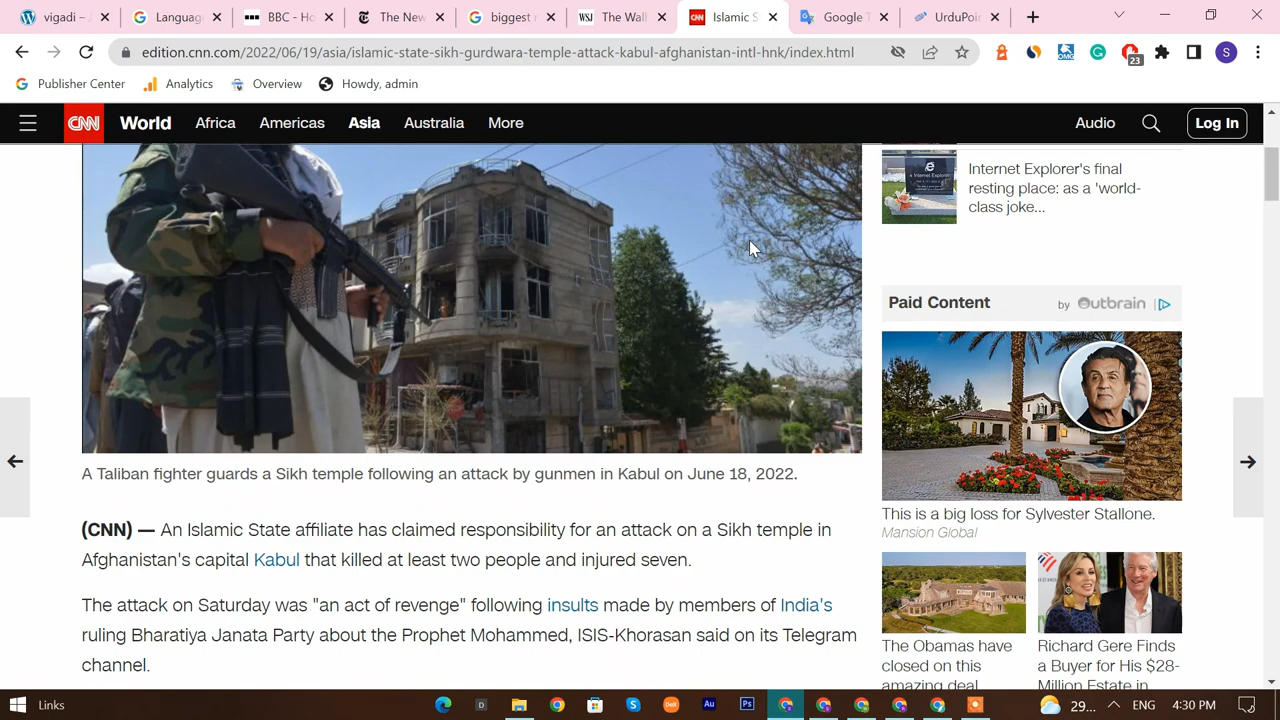 vigadi – 
Language
BBC - Ho
The New
biggest n
The Wall
Islamic S
Google T
UrduPoin
edition.cnn.com/2022/06/19/asia/islamic-state-sikh-gurdwara-temple-attack-kabul-afghanistan-intl-hnk/index.html
23
S
Publisher Center
Analytics
Overview
Howdy, admin
CNN World Africa Americas Asia Australia More Audio Log In
Internet Explorer's final
resting place: as a 'world-
class joke...
Paid Content by Outbrain
A Taliban fighter guards a Sikh temple following an attack by gunmen in Kabul on June 18, 2022.
(CNN) — An Islamic State affiliate has claimed responsibility for an attack on a Sikh temple in
Afghanistan's capital Kabul that killed at least two people and injured seven.
The attack on Saturday was "an act of revenge" following insults made by members of India's
ruling Bharatiya Janata Party about the Prophet Mohammed, ISIS-Khorasan said on its Telegram
channel.
This is a big loss for Sylvester Stallone.
Mansion Global
The Obamas have
closed on this
amazing deal
Richard Gere Finds
a Buyer for His $28-
Million Estate in
Links
29...
ENG
4:30 PM